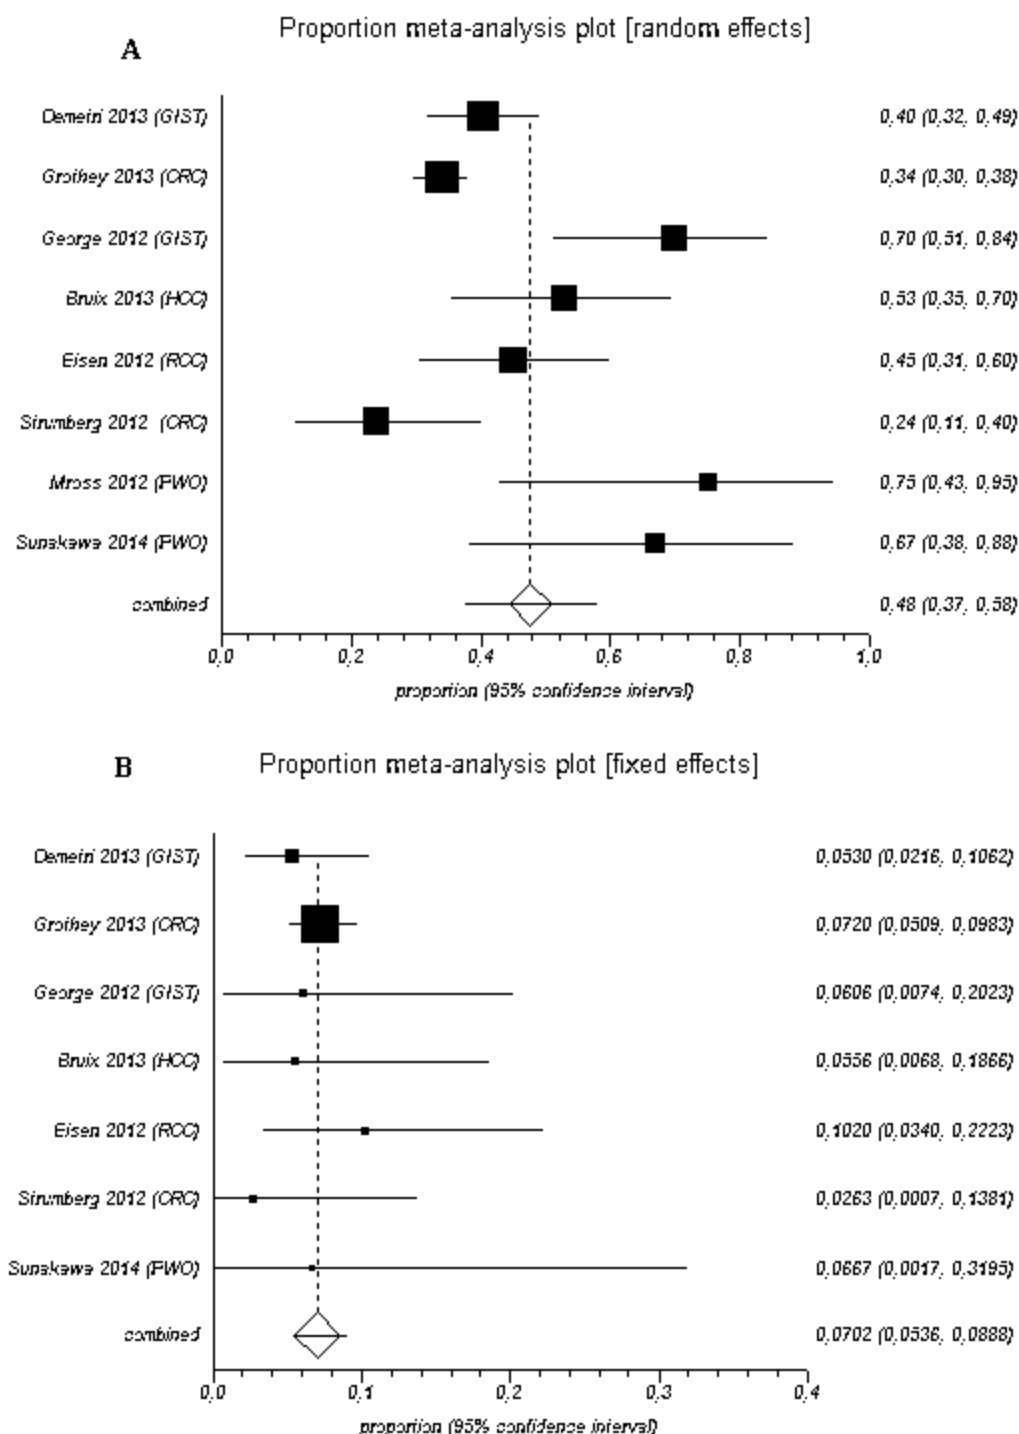 A
Proportion meta-analysis plot [random effects]
Demetri 2013 (GIST) 0,40 (0,32, 0,49)
Grothey 2013 (CRC) 0,34 (0,30, 0,38)
George 2012 (GIST) 0,70 (0,51, 0,84)
Bruix 2013 (HCC) 0,53 (0,35, 0,70)
Eisen 2012 (RCC) 0,45 (0,31, 0,60)
Strumberg 2012 (CRC) 0,24 (0,11, 0,40)
Mross 2012 (PWO) 0,75 (0,43, 0,95)
Sunakawa 2014 (PWO) 0,67 (0,38, 0,88)
combined 0,48 (0,37, 0,58)
0,0 0,2 0,4 0,6 0,8 1,0
proportion (95% confidence interval)
B
Proportion meta-analysis plot [fixed effects]
Demetri 2013 (GIST) 0,0530 (0,0216, 0,1062)
Grothey 2013 (CRC) 0,0720 (0,0509, 0,0983)
George 2012 (GIST) 0,0606 (0,0074, 0,2023)
Bruix 2013 (HCC) 0,0556 (0,0068, 0,1866)
Eisen 2012 (RCC) 0,1020 (0,0340, 0,2223)
Strumberg 2012 (CRC) 0,0263 (0,0007, 0,1381)
Sunakawa 2014 (PWO) 0,0667 (0,0017, 0,3195)
combined 0,0702 (0,0536, 0,0888)
0,0 0,1 0,2 0,3 0,4
proportion (95% confidence interval)